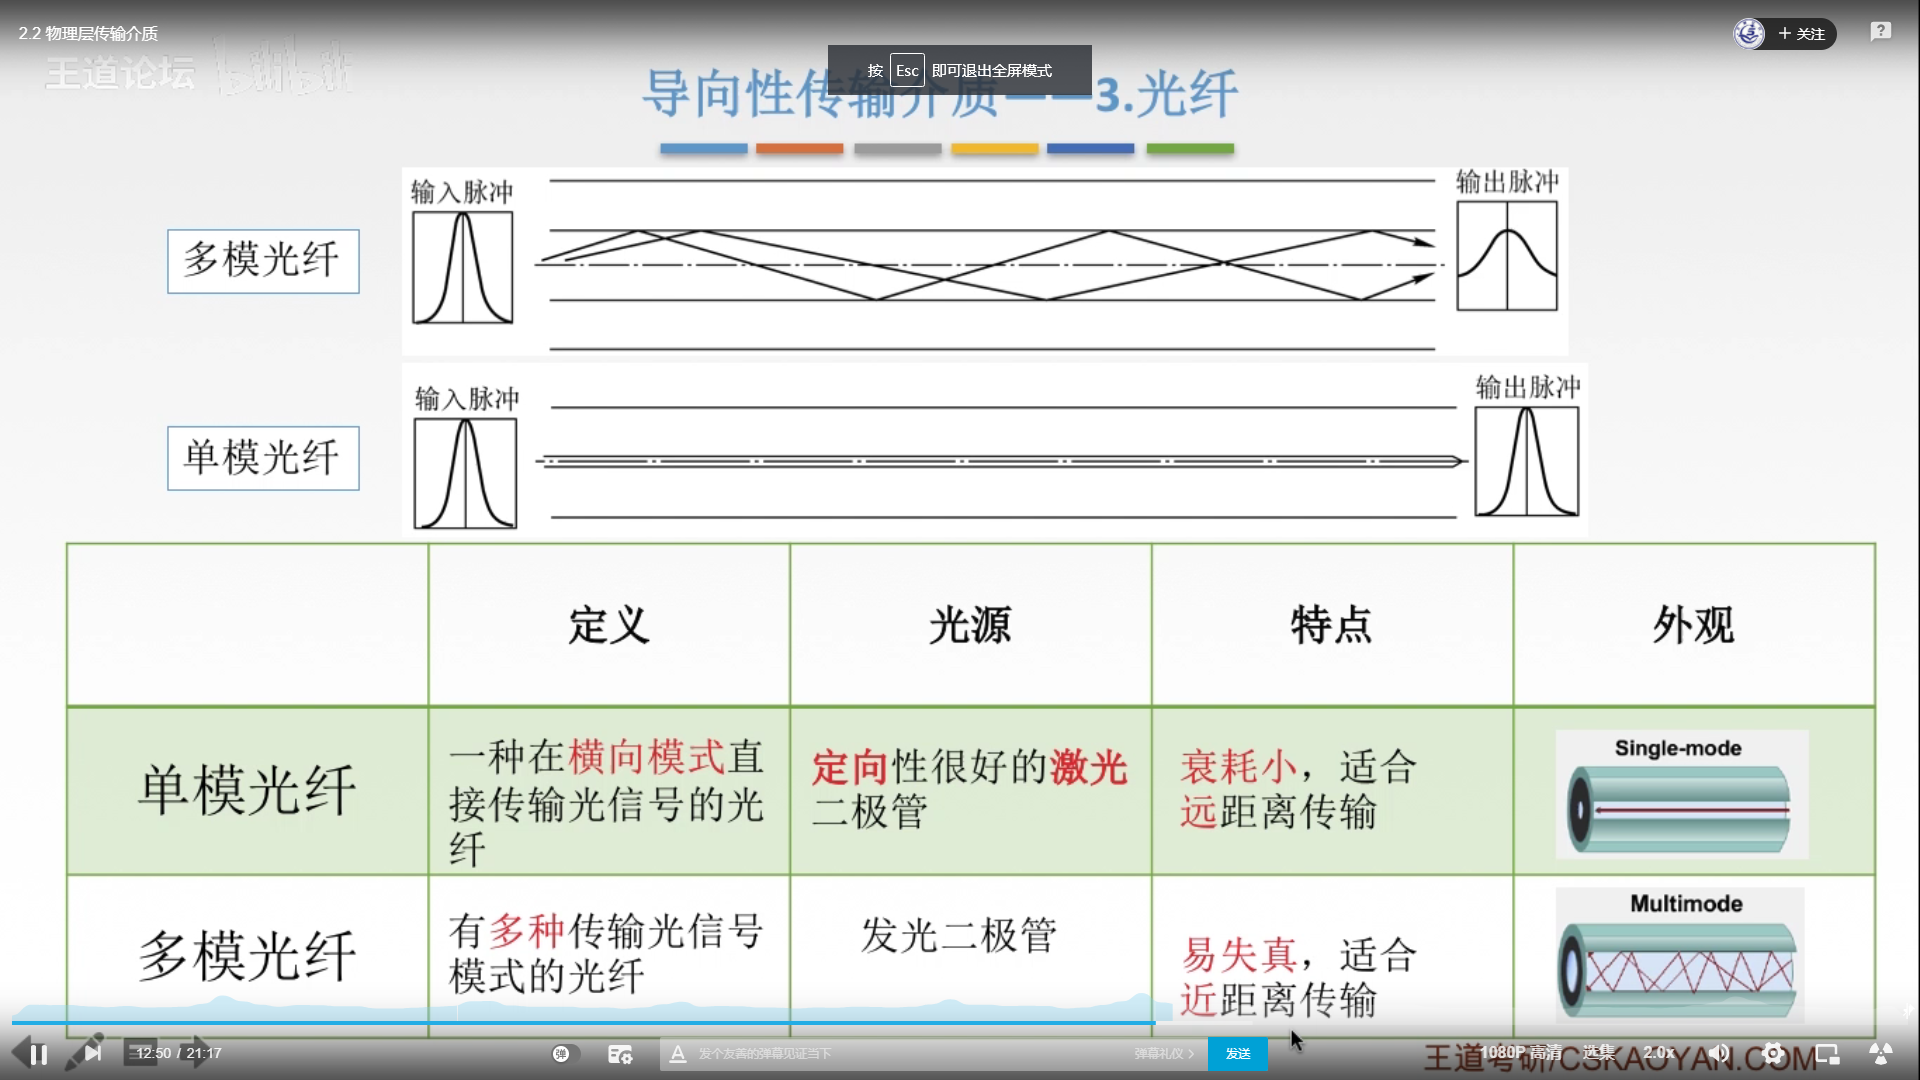 2.2 物理层传输介质
关注
王道论坛 bilibili
按 Esc 即可退出全屏模式
导向性传输介质——3.光纤
输入脉冲
输出脉冲
多模光纤
输入脉冲
输出脉冲
单模光纤
定义 光源 特点 外观
单模光纤
一种在横向模式直
接传输光信号的光
纤
定向性很好的激光
二极管
衰耗小，适合
远距离传输
Single-mode
多模光纤
有多种传输光信号
模式的光纤
发光二极管
易失真，适合
近距离传输
Multimode
12:50 / 21:17
弹
发个友善的弹幕见证当下
弹幕礼仪
发送
1080P 高清
选集
2.0x
王道考研/CSKAOYAN.COM